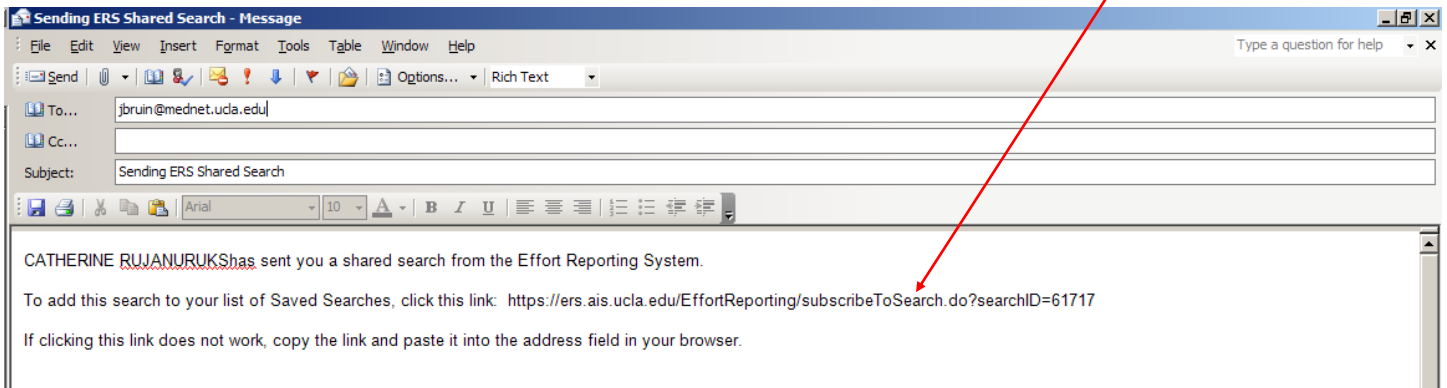 Sending ERS Shared Search - Message
File Edit View Insert Format Tools Table Window Help Type a question for help
Send Options... Rich Text
To... jbruin@mednet.ucla.edu
Cc...
Subject: Sending ERS Shared Search
Arial 10 A B I U
CATHERINE RUJANURUKShas sent you a shared search from the Effort Reporting System.
To add this search to your list of Saved Searches, click this link: https://ers.ais.ucla.edu/EffortReporting/subscribeToSearch.do?searchID=61717
If clicking this link does not work, copy the link and paste it into the address field in your browser.